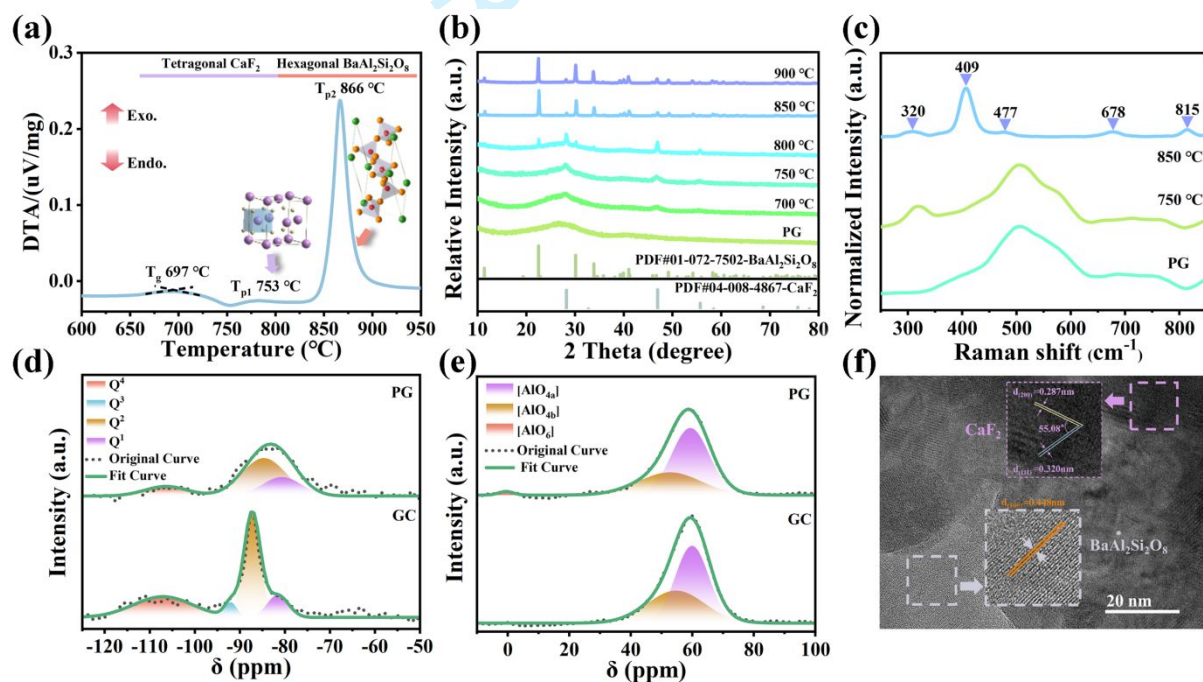 (a)
0.3
0.2
0.1
0.0
DTA/(uV/mg)
Tetragonal CaF₂
Hexagonal BaAl₂Si₂O₈
Tp2 866 °C
Exo.
Endo.
Tg 697 °C
Tp1 753 °C
600 650 700 750 800 850 900 950
Temperature (°C)
(b)
Relative Intensity (a.u.)
900 °C
850 °C
800 °C
750 °C
700 °C
PG
PDF#01-072-7502-BaAl₂Si₂O₈
PDF#04-008-4867-CaF₂
10 20 30 40 50 60 70 80
2 Theta (degree)
(c)
Normalized Intensity (a.u.)
320
409
477
678
815
850 °C
750 °C
PG
300 400 500 600 700 800
Raman shift (cm⁻¹)
(d)
Intensity (a.u.)
Q⁴
Q³
Q²
Q¹
Original Curve
Fit Curve
PG
GC
-120 -110 -100 -90 -80 -70 -60 -50
δ (ppm)
(e)
Intensity (a.u.)
[AlO4a]
[AlO4b]
[AlO6]
Original Curve
Fit Curve
PG
GC
0 20 40 60 80 100
δ (ppm)
(f)
d(200)=0.287nm
CaF₂
55.08°
=0.320nm
=0.448nm
BaAl₂Si₂O₈
20 nm